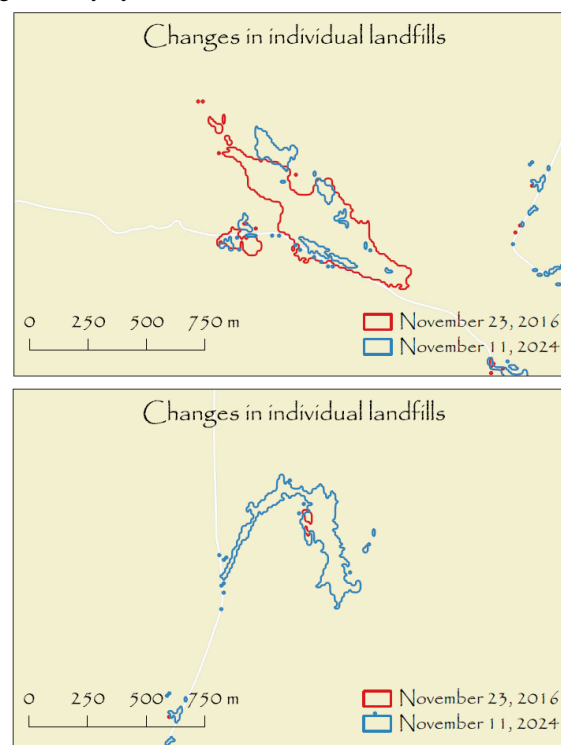 Changes in individual landfills
0 250 500 750 m
November 23, 2016
November 11, 2024
Changes in individual landfills
0 250 500 750 m
November 23, 2016
November 11, 2024